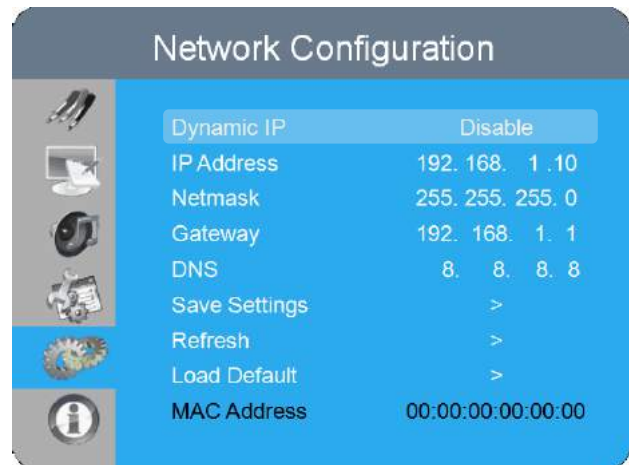 Network Configuration
Dynamic IP Disable
IP Address 192. 168. 1 .10
Netmask 255. 255. 255. 0
Gateway 192. 168. 1. 1
DNS 8. 8. 8. 8
Save Settings >
Refresh >
Load Default >
MAC Address 00:00:00:00:00:00